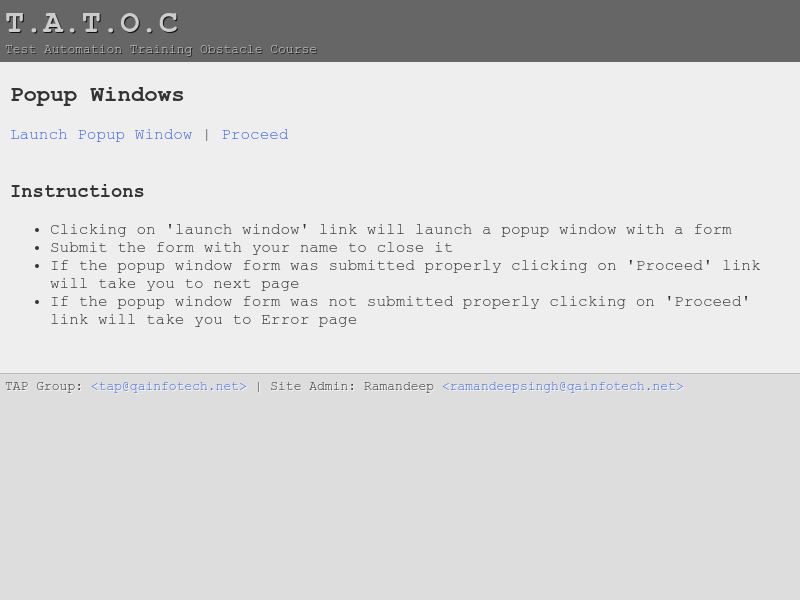 T.A.T.O.C
Test Automation Training Obstacle Course
Popup Windows
Launch Popup Window | Proceed
Instructions
• Clicking on 'launch window' link will launch a popup window with a form
• Submit the form with your name to close it
• If the popup window form was submitted properly clicking on 'Proceed' link
will take you to next page
• If the popup window form was not submitted properly clicking on 'Proceed'
link will take you to Error page
TAP Group: <tap@qainfotech.net> | Site Admin: Ramandeep <ramandeepsingh@qainfotech.net>